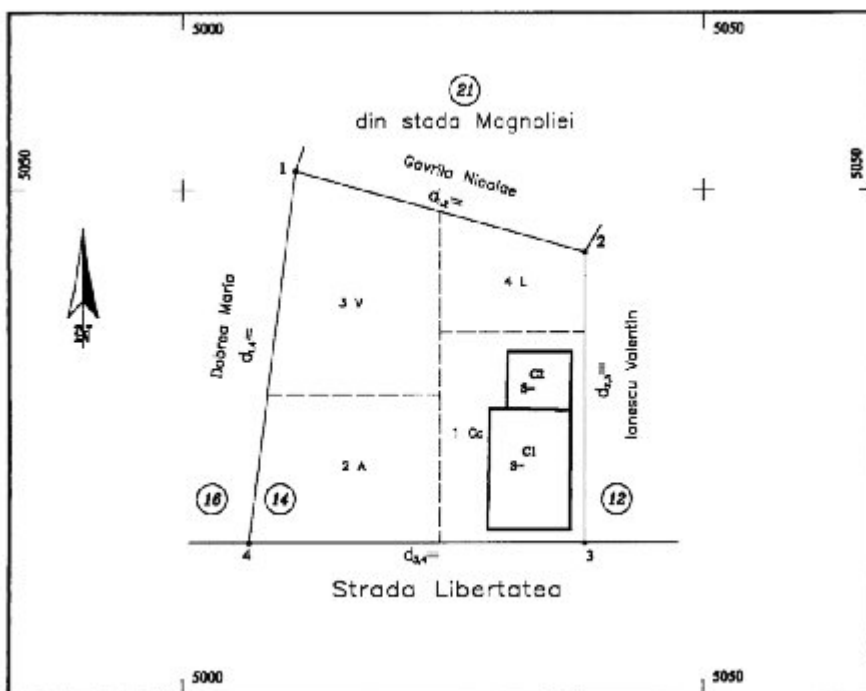 5000
5050
21
din stada Magnoliei
5050
5050
1
Gavrila Nicolae
d1,2=
2
4 L
3 V
Dobrea Maria
d1,4=
d2,3=
Ionescu Valentin
C2
S=
1 Cc
C1
S=
2 A
16
14
12
4
d3,4=
3
Strada Libertatea
5000
5050